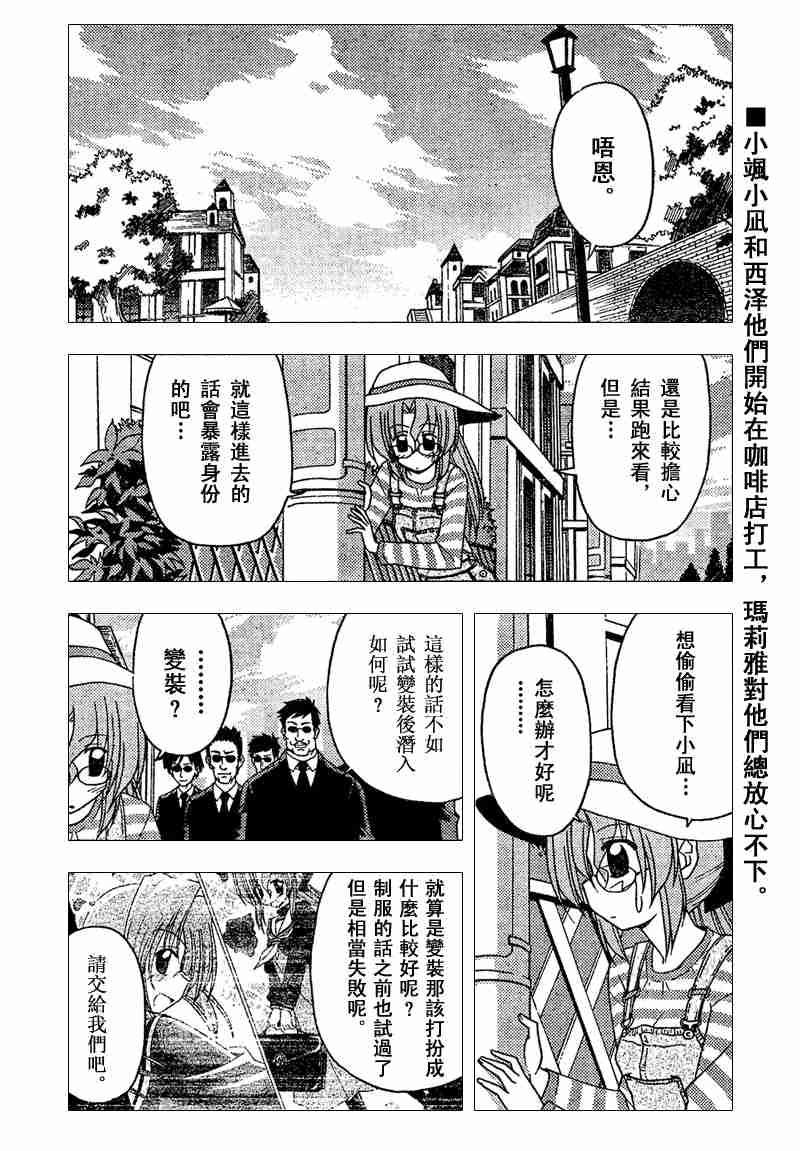 ■小颯小凪和西泽他們開始在咖啡店打工，瑪莉雅對他們總放心不下。
唔恩。
還是比較擔心
結果跑來看，
但是…
就這樣進去的
話會暴露身份
的吧…
想偷偷看下小凪…
怎麼辦才好呢
………
這樣的話不如
試試變裝後潛入
如何呢？
………
變裝？
就算是變裝那該打扮成
什麼比較好呢？
制服的話之前也試過了
但是相當失敗呢。
請交給我們吧。